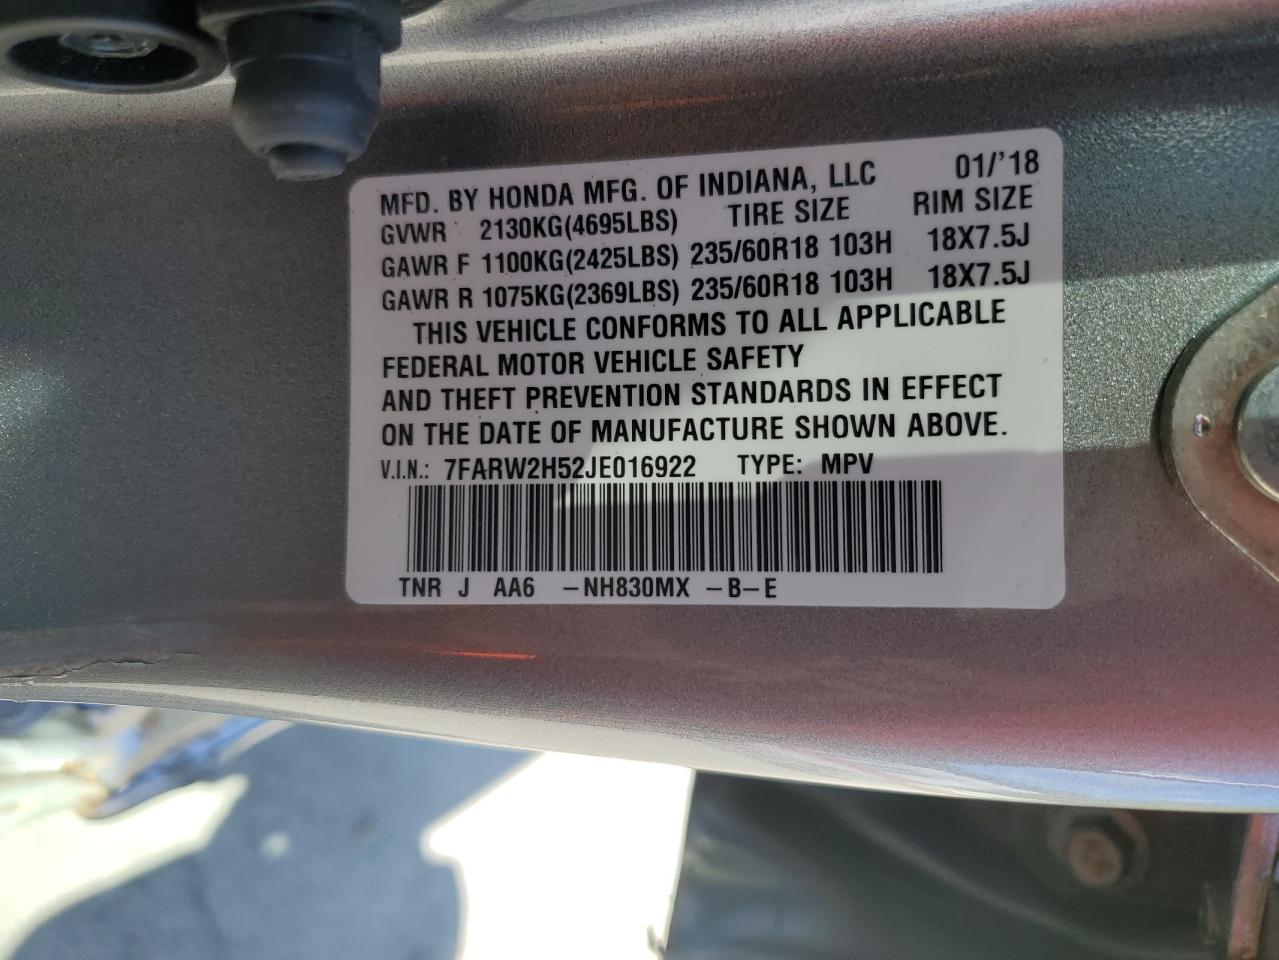 MFD. BY HONDA MFG. OF INDIANA, LLC 01/'18
GVWR 2130KG(4695LBS) TIRE SIZE RIM SIZE
GAWR F 1100KG(2425LBS) 235/60R18 103H 18X7.5J
GAWR R 1075KG(2369LBS) 235/60R18 103H 18X7.5J
THIS VEHICLE CONFORMS TO ALL APPLICABLE
FEDERAL MOTOR VEHICLE SAFETY
AND THEFT PREVENTION STANDARDS IN EFFECT
ON THE DATE OF MANUFACTURE SHOWN ABOVE.
V.I.N.: 7FARW2H52JE016922 TYPE: MPV
TNR J AA6 -NH830MX -B-E